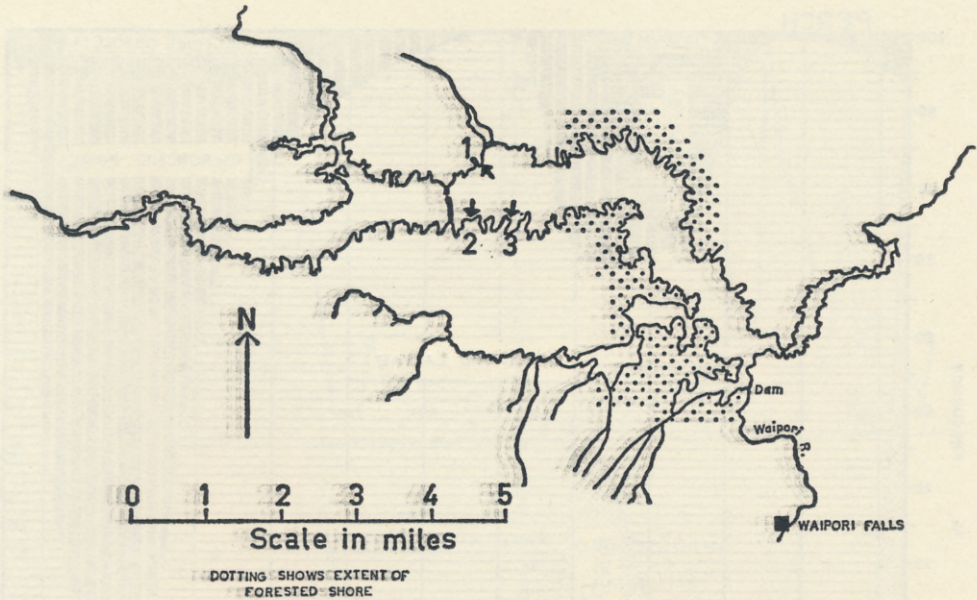 1
2 3
N
Dam
Waipori
R.
0 1 2 3 4 5
Scale in miles
WAIPORI FALLS
DOTTING SHOWS EXTENT OF
FORESTED SHORE